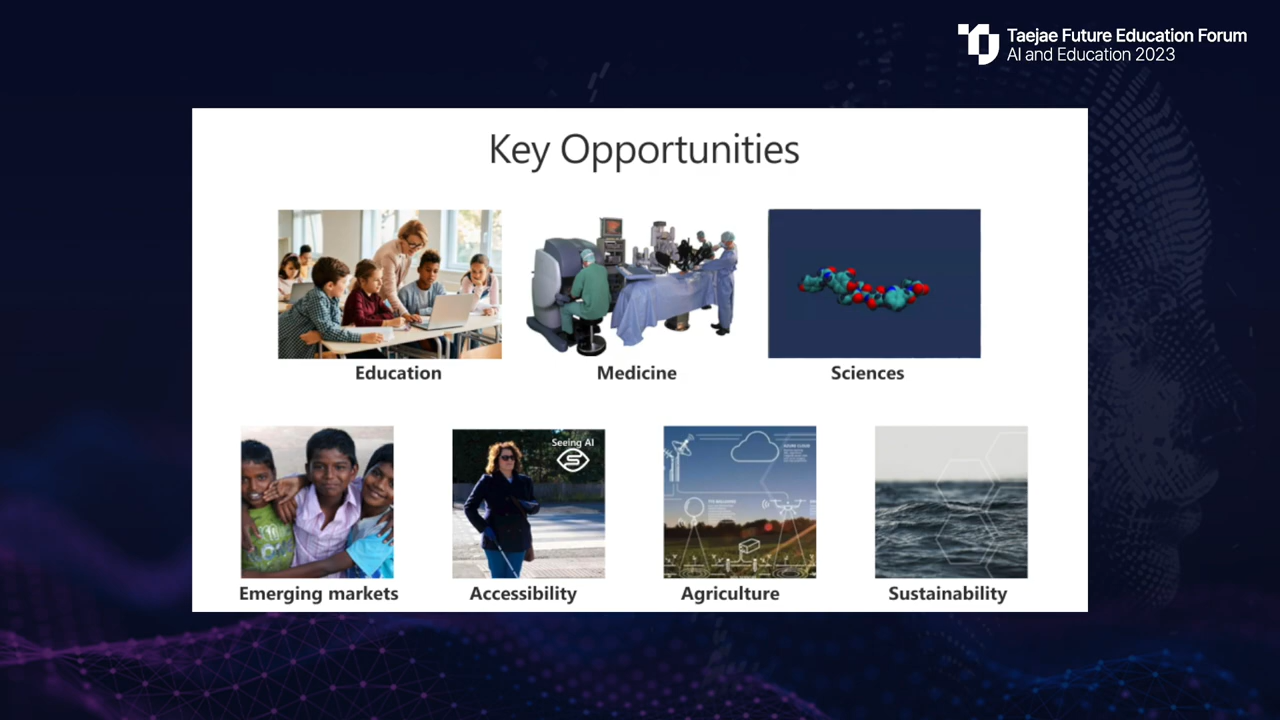 Taejae Future Education Forum
AI and Education 2023
Key Opportunities
Education
Medicine
Sciences
Seeing AI
Emerging markets
Accessibility
Agriculture
Sustainability